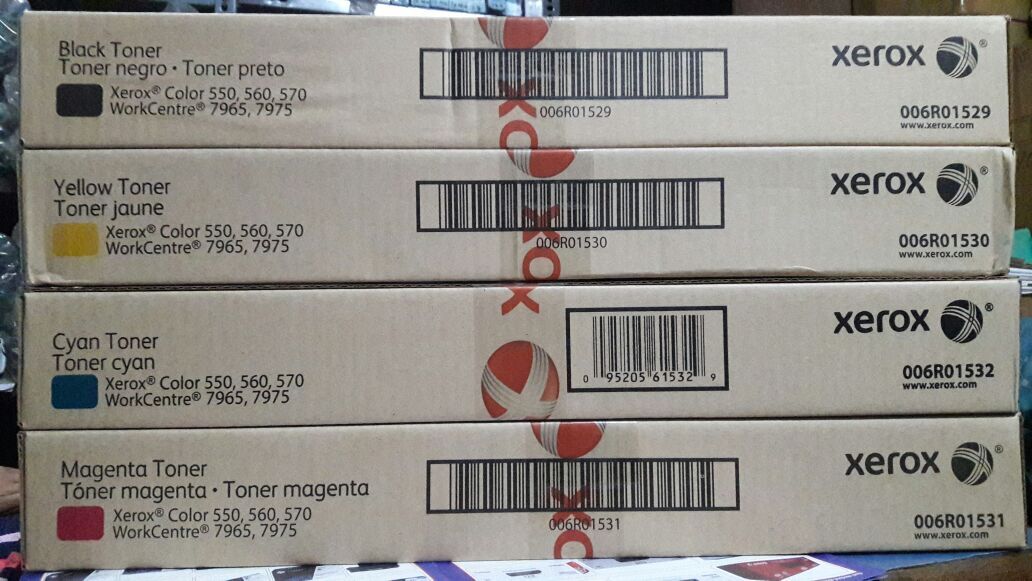 Black Toner
Toner negro • Toner preto
Xerox® Color 550, 560, 570
WorkCentre® 7965, 7975
006R01529
xerox®
006R01529
www.xerox.com
Yellow Toner
Toner jaune
Xerox® Color 550, 560, 570
WorkCentre® 7965, 7975
006R01530
xerox®
006R01530
www.xerox.com
Cyan Toner
Toner cyan
Xerox® Color 550, 560, 570
WorkCentre® 7965, 7975
0 95205 61532 9
xerox®
006R01532
www.xerox.com
Magenta Toner
Tóner magenta • Toner magenta
Xerox® Color 550, 560, 570
WorkCentre® 7965, 7975
006R01531
xerox®
006R01531
www.xerox.com
Canon